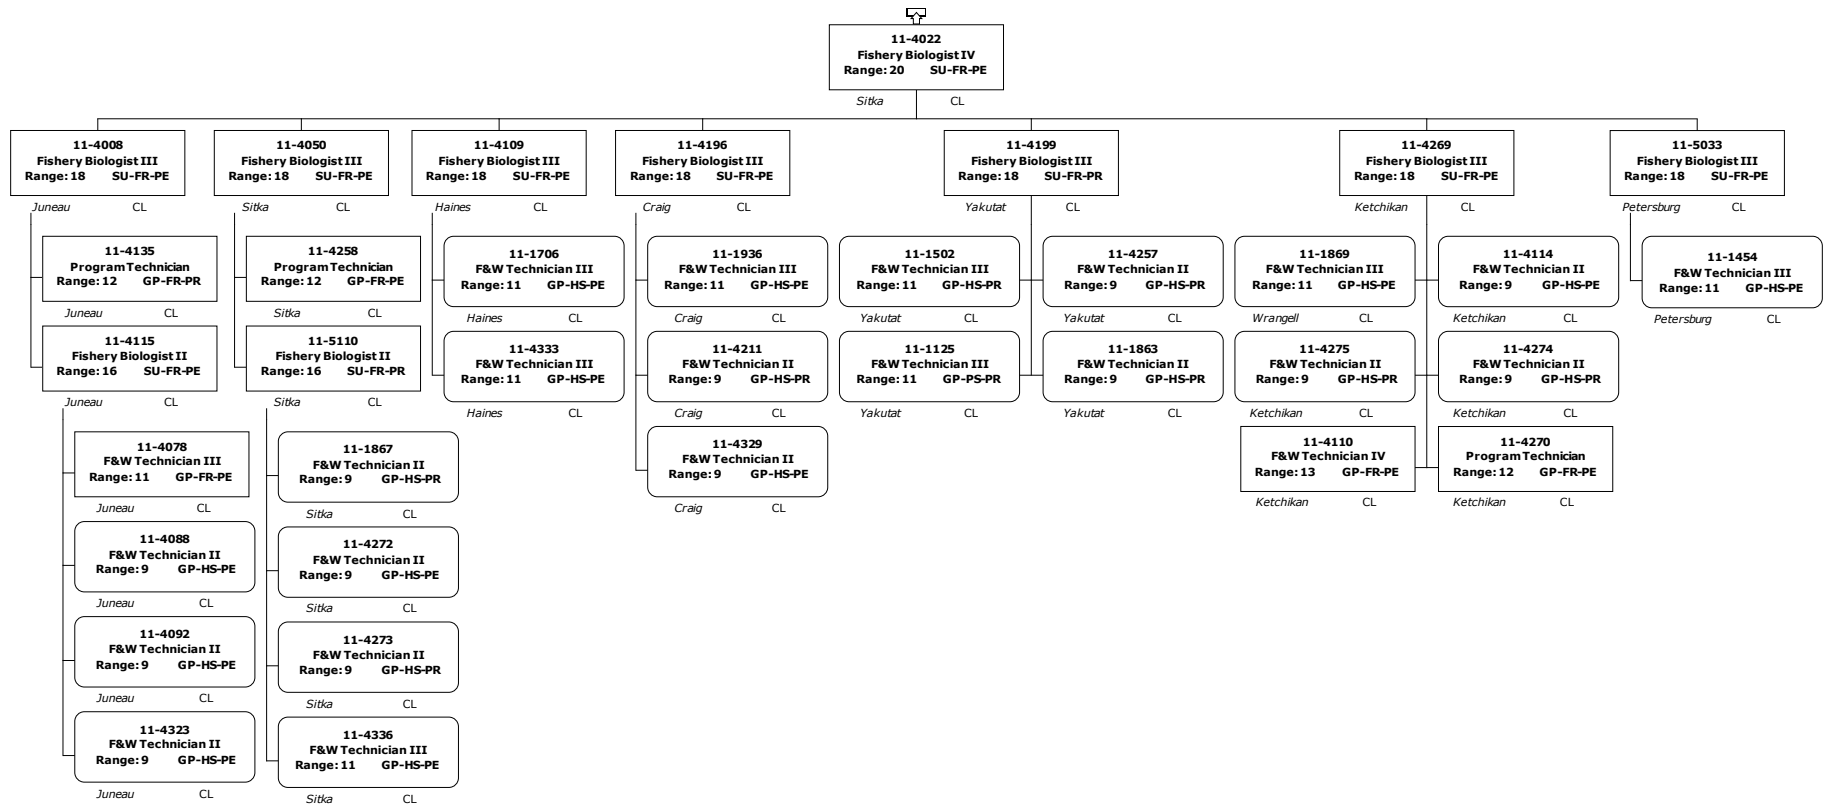 11-4022
Fishery Biologist IV
Range: 20 SU-FR-PE
Sitka CL
11-4008
Fishery Biologist III
Range: 18 SU-FR-PE
Juneau CL
11-4135
Program Technician
Range: 12 GP-FR-PR
Juneau CL
11-4115
Fishery Biologist II
Range: 16 SU-FR-PE
Juneau CL
11-4078
F&W Technician III
Range: 11 GP-FR-PE
Juneau CL
11-4088
F&W Technician II
Range: 9 GP-HS-PE
Juneau CL
11-4092
F&W Technician II
Range: 9 GP-HS-PE
Juneau CL
11-4323
F&W Technician II
Range: 9 GP-HS-PE
Juneau CL
11-4050
Fishery Biologist III
Range: 18 SU-FR-PE
Sitka CL
11-4258
Program Technician
Range: 12 GP-FR-PE
Sitka CL
11-5110
Fishery Biologist II
Range: 16 SU-FR-PR
Sitka CL
11-1867
F&W Technician II
Range: 9 GP-HS-PR
Sitka CL
11-4272
F&W Technician II
Range: 9 GP-HS-PE
Sitka CL
11-4273
F&W Technician II
Range: 9 GP-HS-PR
Sitka CL
11-4336
F&W Technician III
Range: 11 GP-HS-PE
Sitka CL
11-4109
Fishery Biologist III
Range: 18 SU-FR-PE
Haines CL
11-1706
F&W Technician III
Range: 11 GP-HS-PE
Haines CL
11-4333
F&W Technician III
Range: 11 GP-HS-PE
Haines CL
11-4196
Fishery Biologist III
Range: 18 SU-FR-PE
Craig CL
11-1936
F&W Technician III
Range: 11 GP-HS-PE
Craig CL
11-4211
F&W Technician II
Range: 9 GP-HS-PR
Craig CL
11-4329
F&W Technician II
Range: 9 GP-HS-PE
Craig CL
11-4199
Fishery Biologist III
Range: 18 SU-FR-PR
Yakutat CL
11-1502
F&W Technician III
Range: 11 GP-HS-PR
Yakutat CL
11-4257
F&W Technician II
Range: 9 GP-HS-PR
Yakutat CL
11-1125
F&W Technician III
Range: 11 GP-PS-PR
Yakutat CL
11-1863
F&W Technician II
Range: 9 GP-HS-PR
Yakutat CL
11-4269
Fishery Biologist III
Range: 18 SU-FR-PE
Ketchikan CL
11-1869
F&W Technician III
Range: 11 GP-HS-PE
Wrangell CL
11-4114
F&W Technician II
Range: 9 GP-HS-PE
Ketchikan CL
11-4275
F&W Technician II
Range: 9 GP-HS-PR
Ketchikan CL
11-4274
F&W Technician II
Range: 9 GP-HS-PR
Ketchikan CL
11-4110
F&W Technician IV
Range: 13 GP-FR-PE
Ketchikan CL
11-4270
Program Technician
Range: 12 GP-FR-PE
Ketchikan CL
11-5033
Fishery Biologist III
Range: 18 SU-FR-PE
Petersburg CL
11-1454
F&W Technician III
Range: 11 GP-HS-PE
Petersburg CL